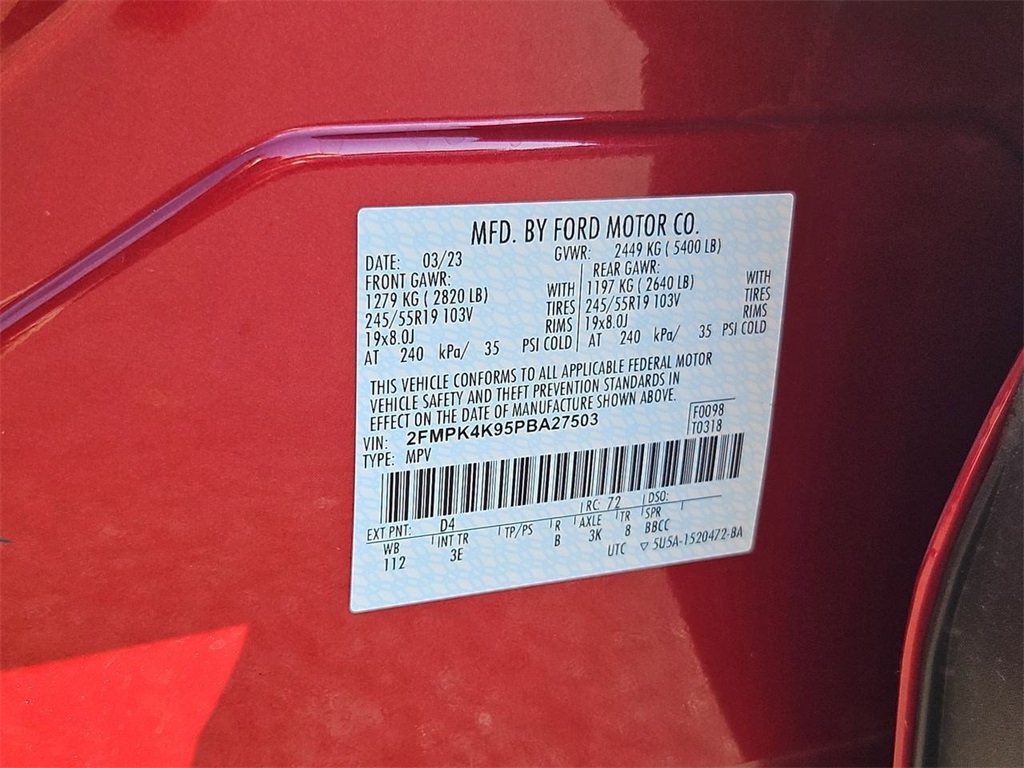 MFD. BY FORD MOTOR CO.
DATE: 03/23 GVWR: 2449 KG ( 5400 LB)
FRONT GAWR: REAR GAWR:
1279 KG ( 2820 LB) WITH 1197 KG ( 2640 LB) WITH
245/55R19 103V TIRES 245/55R19 103V TIRES
19x8.0J RIMS 19x8.0J RIMS
AT 240 kPa/ 35 PSI COLD AT 240 kPa/ 35 PSI COLD
THIS VEHICLE CONFORMS TO ALL APPLICABLE FEDERAL MOTOR
VEHICLE SAFETY AND THEFT PREVENTION STANDARDS IN
EFFECT ON THE DATE OF MANUFACTURE SHOWN ABOVE.
VIN: 2FMPK4K95PBA27503 F0098
TYPE: MPV T0318
EXT PNT: D4 RC: 72 DSO:
WB INT TR TP/PS R AXLE TR SPR
112 3E B 3K 8 BBCC
UTC ▽ 5U5A-1520472-BA